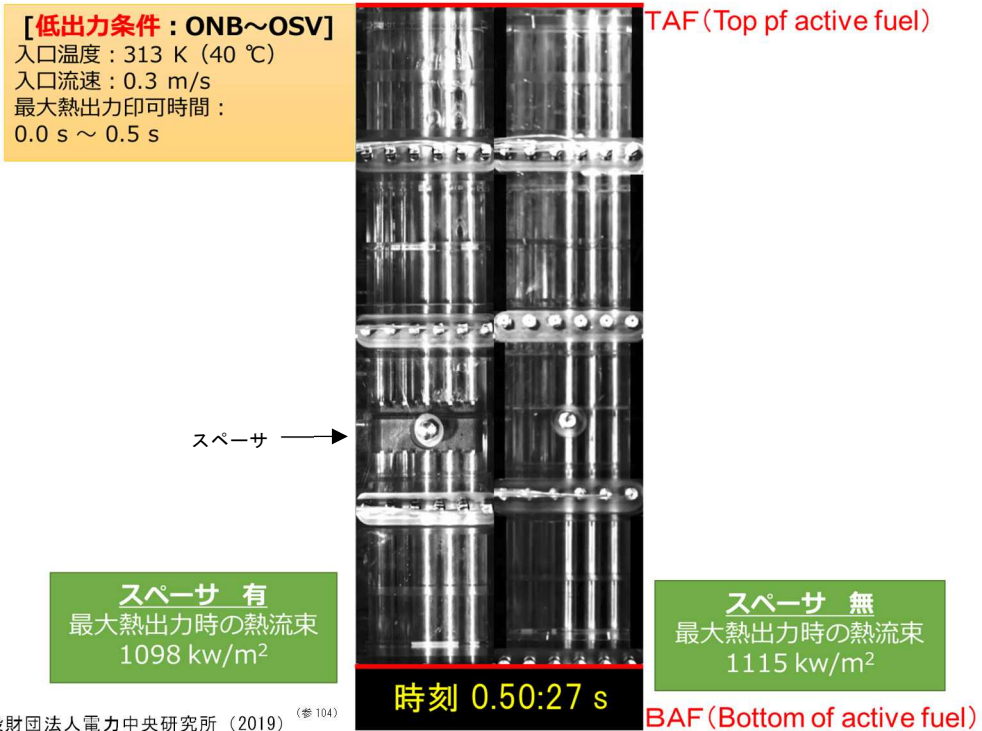 [低出力条件：ONB～OSV]
入口温度：313 K（40 ℃）
入口流速：0.3 m/s
最大熱出力印可時間：
0.0 s ～ 0.5 s
TAF（Top pf active fuel）
スペーサ
スペーサ　有
最大熱出力時の熱流束
1098 kw/m²
スペーサ　無
最大熱出力時の熱流束
1115 kw/m²
時刻 0.50:27 s
BAF（Bottom of active fuel）
財団法人電力中央研究所（2019）（参 104）